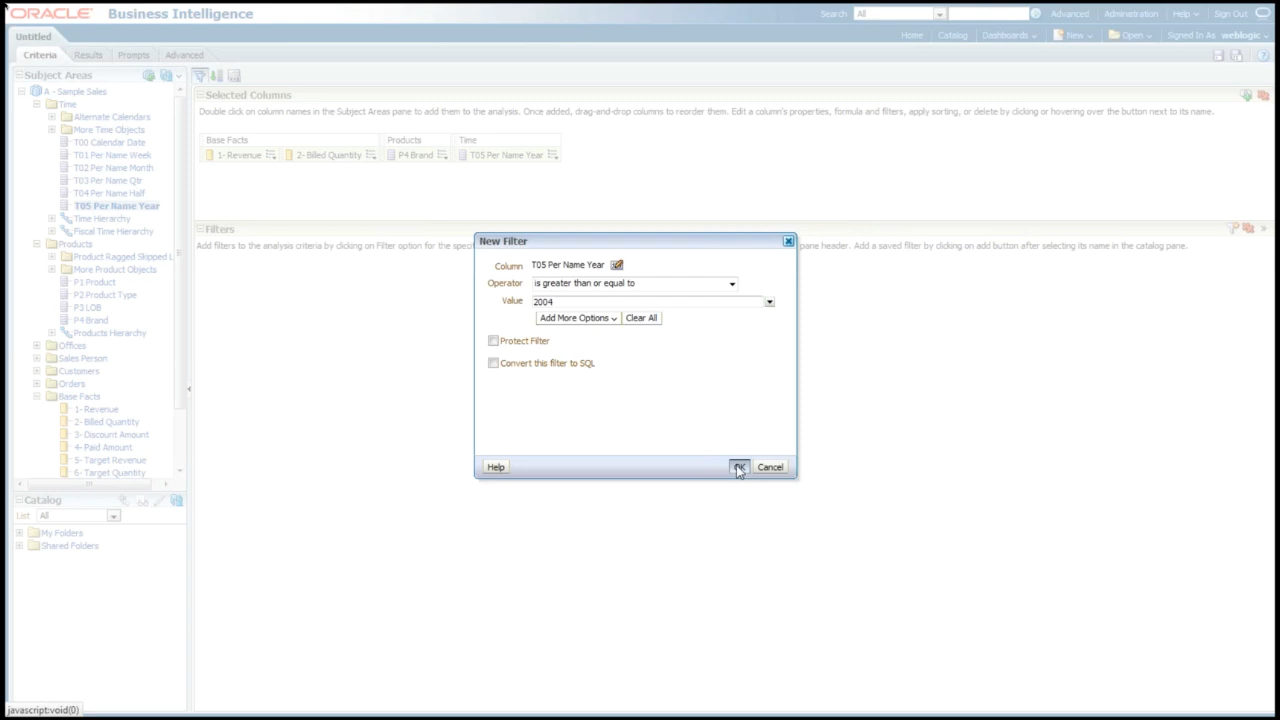 ORACLE Business Intelligence
Search All Advanced Administration Help Sign Out
Untitled
Home Catalog Dashboards New Open Signed In As weblogic
Criteria Results Prompts Advanced
Subject Areas
A - Sample Sales
Time
Alternate Calendars
More Time Objects
T00 Calendar Date
T01 Per Name Week
T02 Per Name Month
T03 Per Name Qtr
T04 Per Name Half
T05 Per Name Year
Time Hierarchy
Fiscal Time Hierarchy
Products
Product Ragged Skipped L
More Product Objects
P1 Product
P2 Product Type
P3 LOB
P4 Brand
Products Hierarchy
Offices
Sales Person
Customers
Orders
Base Facts
1- Revenue
2- Billed Quantity
3- Discount Amount
4- Paid Amount
5- Target Revenue
6- Target Quantity
Catalog
List All
My Folders
Shared Folders
Selected Columns
Double click on column names in the Subject Areas pane to add them to the analysis. Once added, drag-and-drop columns to reorder them. Edit a column's properties, formula and filters, apply sorting, or delete by clicking or hovering over the button next to its name.
Base Facts Products Time
1- Revenue 2- Billed Quantity P4 Brand T05 Per Name Year
Filters
Add filters to the analysis criteria by clicking on Filter option for the specif
pane header. Add a saved filter by clicking on add button after selecting its name in the catalog pane.
New Filter
Column T05 Per Name Year
Operator is greater than or equal to
Value 2004
Add More Options Clear All
Protect Filter
Convert this filter to SQL
Help OK Cancel
javascript:void(0)